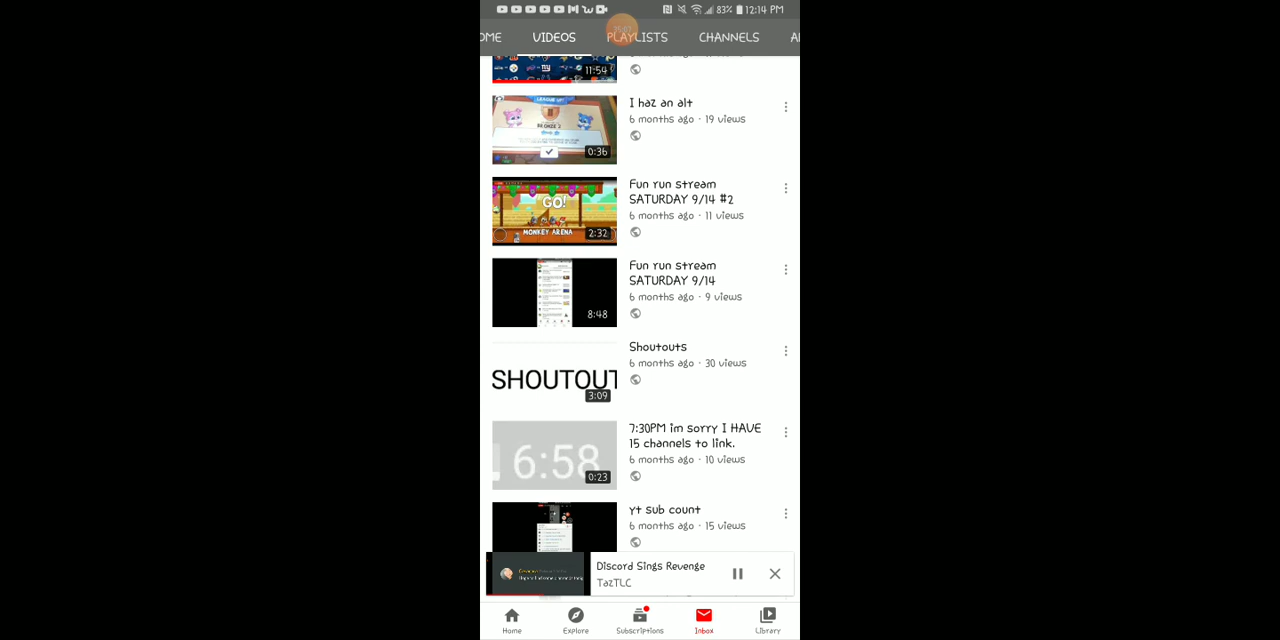 83% 12:14 PM
OME VIDEOS PLAYLISTS CHANNELS
11:54
I haz an alt
6 months ago · 19 views
0:36
Fun run stream
SATURDAY 9/14 #2
6 months ago · 11 views
GO!
MONKEY ARENA
2:32
Fun run stream
SATURDAY 9/14
6 months ago · 9 views
8:48
Shoutouts
6 months ago · 30 views
SHOUTOUT
3:09
7:30PM im sorry I HAVE
15 channels to link.
6 months ago · 10 views
6:58
0:23
yt sub count
6 months ago · 15 views
Discord Sings Revenge
TazTLC
Home Explore Subscriptions Inbox Library